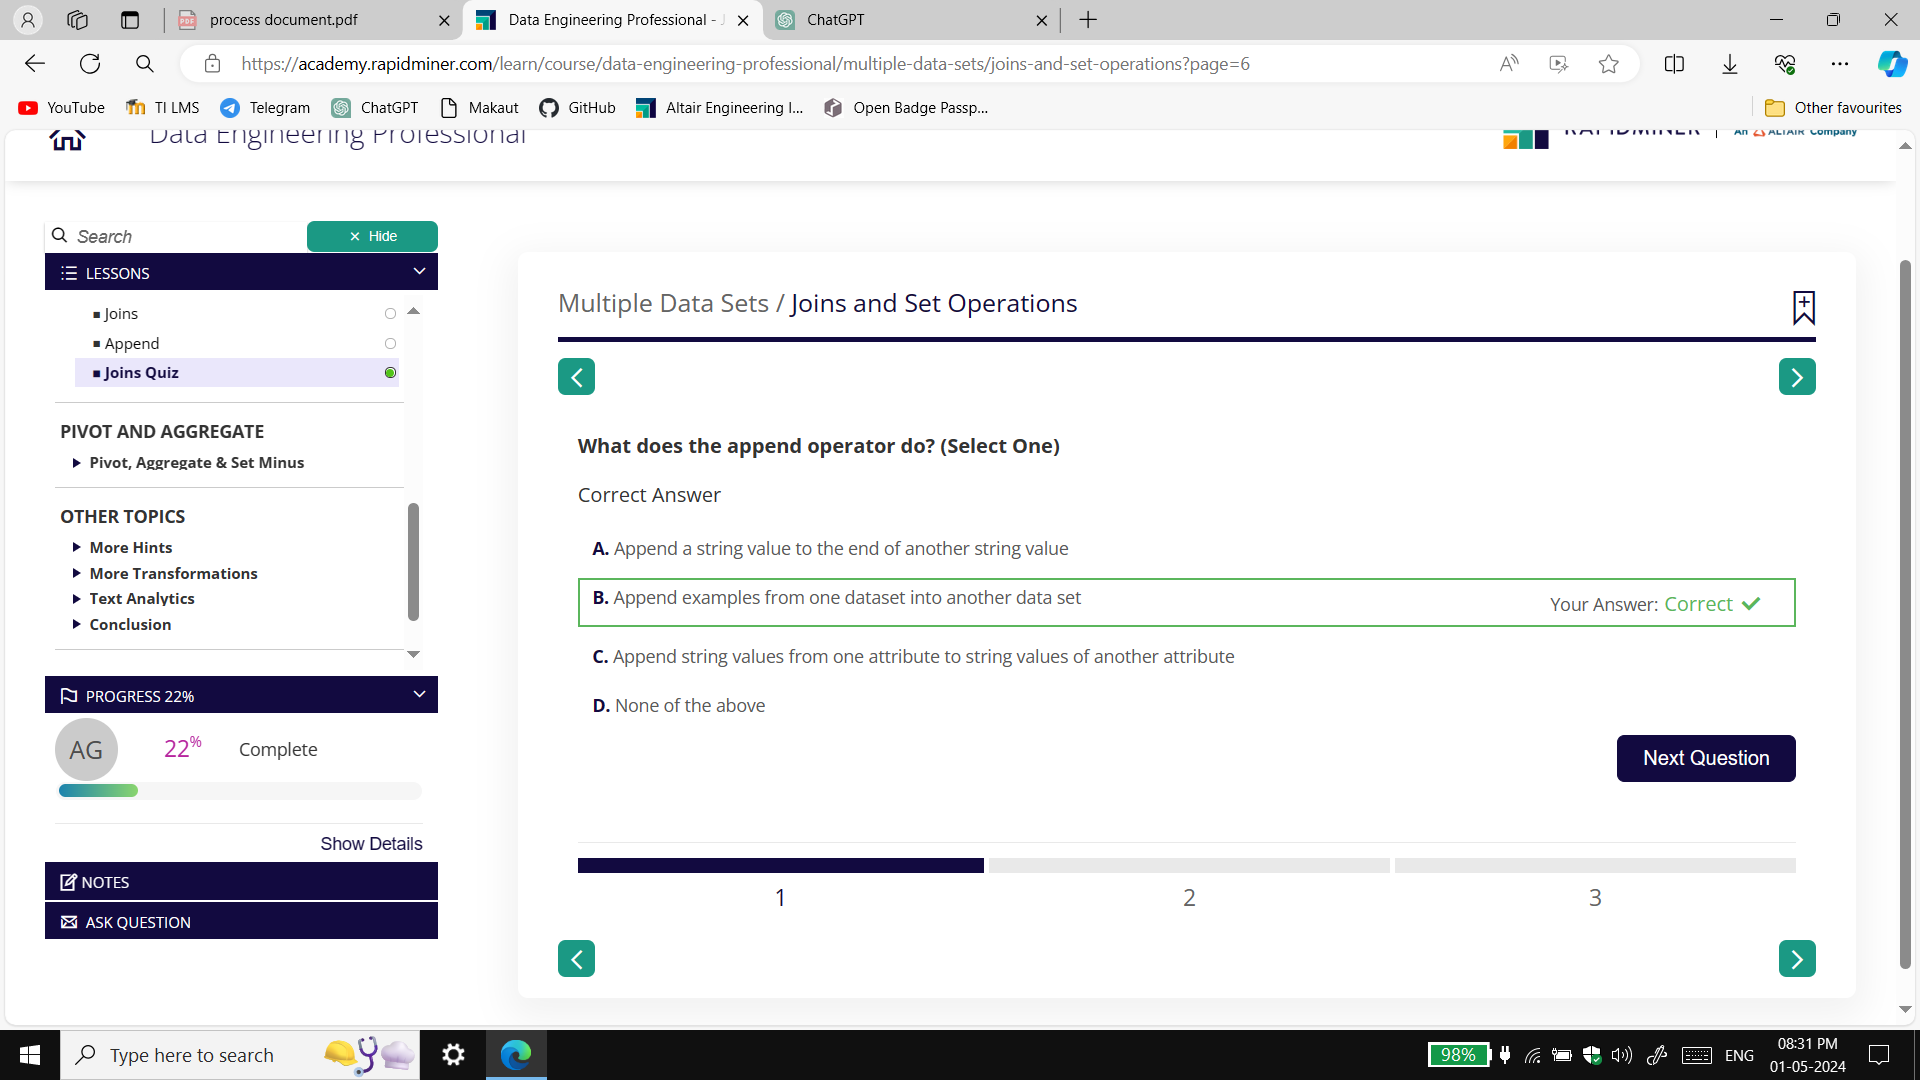 process document.pdf
Data Engineering Professional - J
ChatGPT
https://academy.rapidminer.com/learn/course/data-engineering-professional/multiple-data-sets/joins-and-set-operations?page=6
YouTube
TI LMS
Telegram
ChatGPT
Makaut
GitHub
Altair Engineering I...
Open Badge Passp...
Other favourites
Data Engineering Professional
RAPIDMINER
An ALTAIR Company
Search
× Hide
LESSONS
Joins
Append
Joins Quiz
PIVOT AND AGGREGATE
Pivot, Aggregate & Set Minus
OTHER TOPICS
More Hints
More Transformations
Text Analytics
Conclusion
PROGRESS 22%
AG
22%
Complete
Show Details
NOTES
ASK QUESTION
Multiple Data Sets / Joins and Set Operations
What does the append operator do? (Select One)
Correct Answer
A. Append a string value to the end of another string value
B. Append examples from one dataset into another data set
Your Answer: Correct
C. Append string values from one attribute to string values of another attribute
D. None of the above
Next Question
1
2
3
Type here to search
98%
ENG
08:31 PM
01-05-2024